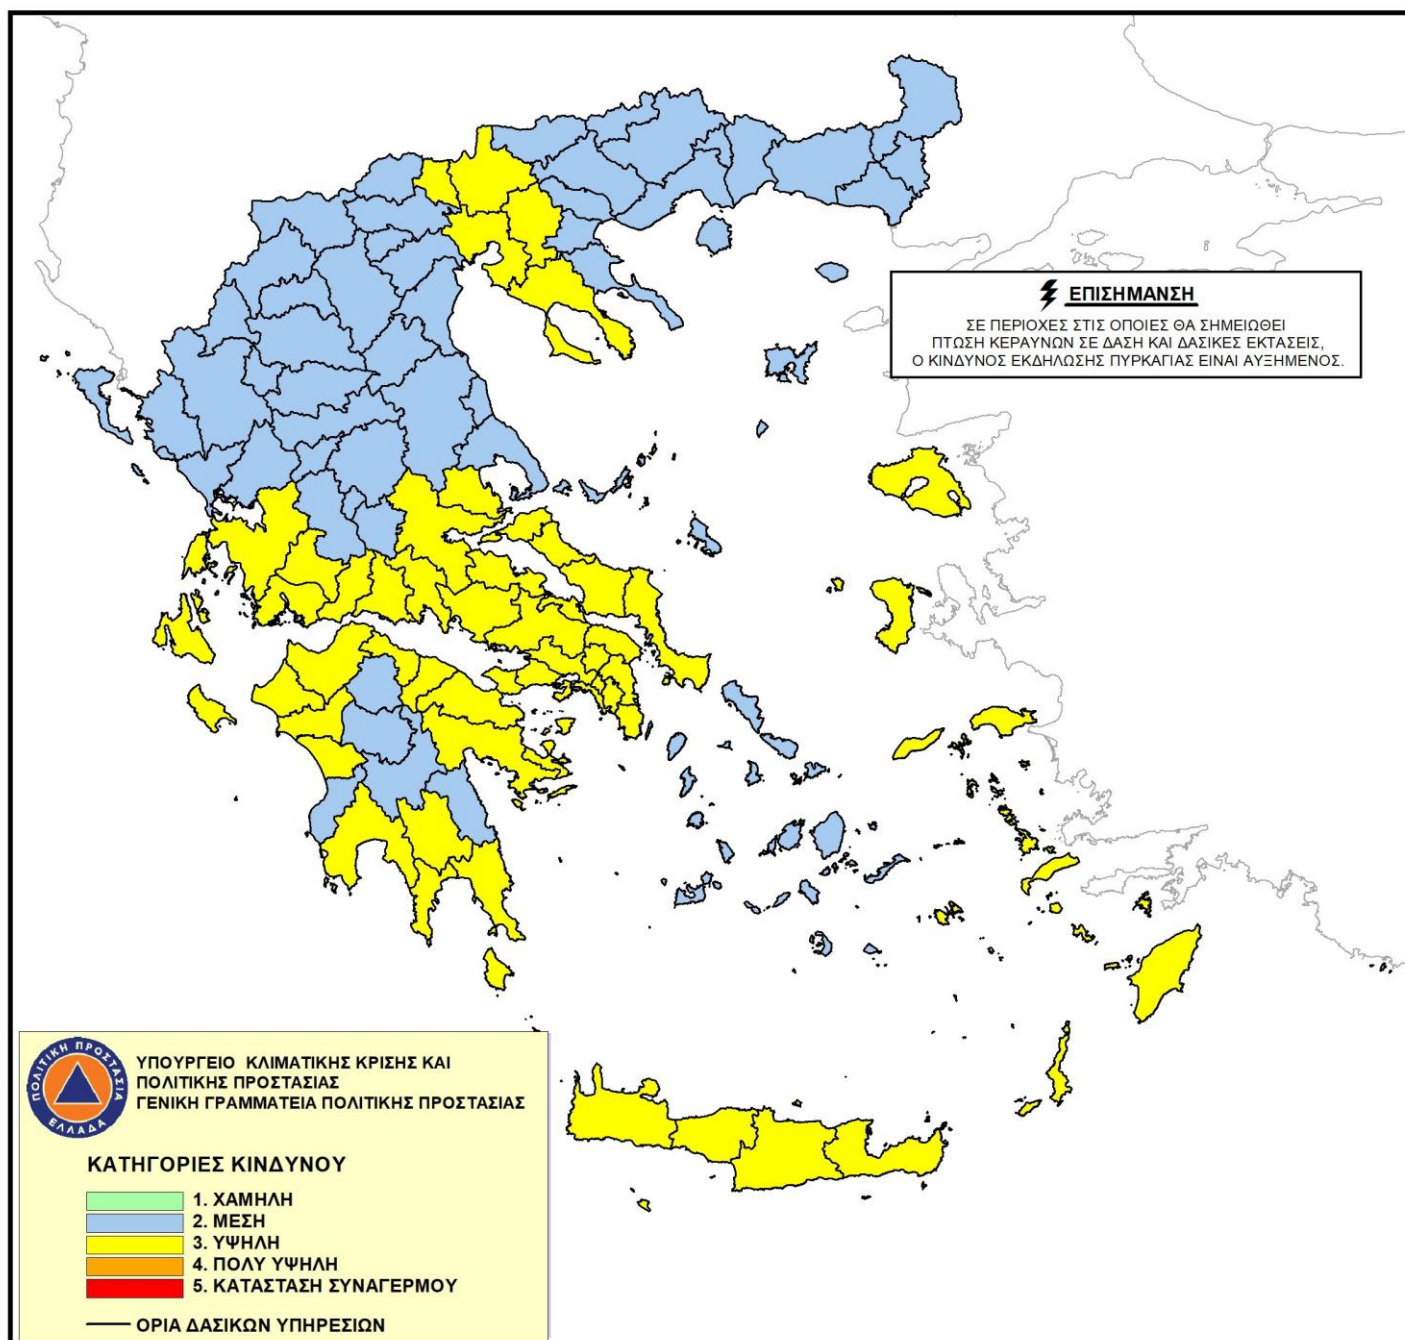 ΕΠΙΣΗΜΑΝΣΗ
ΣΕ ΠΕΡΙΟΧΕΣ ΣΤΙΣ ΟΠΟΙΕΣ ΘΑ ΣΗΜΕΙΩΘΕΙ
ΠΤΩΣΗ ΚΕΡΑΥΝΩΝ ΣΕ ΔΑΣΗ ΚΑΙ ΔΑΣΙΚΕΣ ΕΚΤΑΣΕΙΣ,
Ο ΚΙΝΔΥΝΟΣ ΕΚΔΗΛΩΣΗΣ ΠΥΡΚΑΓΙΑΣ ΕΙΝΑΙ ΑΥΞΗΜΕΝΟΣ.
ΠΟΛΙΤΙΚΗ ΠΡΟΣΤΑΣΙΑ
ΕΛΛΑΔΑ
ΥΠΟΥΡΓΕΙΟ ΚΛΙΜΑΤΙΚΗΣ ΚΡΙΣΗΣ ΚΑΙ
ΠΟΛΙΤΙΚΗΣ ΠΡΟΣΤΑΣΙΑΣ
ΓΕΝΙΚΗ ΓΡΑΜΜΑΤΕΙΑ ΠΟΛΙΤΙΚΗΣ ΠΡΟΣΤΑΣΙΑΣ
ΚΑΤΗΓΟΡΙΕΣ ΚΙΝΔΥΝΟΥ
1. ΧΑΜΗΛΗ
2. ΜΕΣΗ
3. ΥΨΗΛΗ
4. ΠΟΛΥ ΥΨΗΛΗ
5. ΚΑΤΑΣΤΑΣΗ ΣΥΝΑΓΕΡΜΟΥ
ΟΡΙΑ ΔΑΣΙΚΩΝ ΥΠΗΡΕΣΙΩΝ